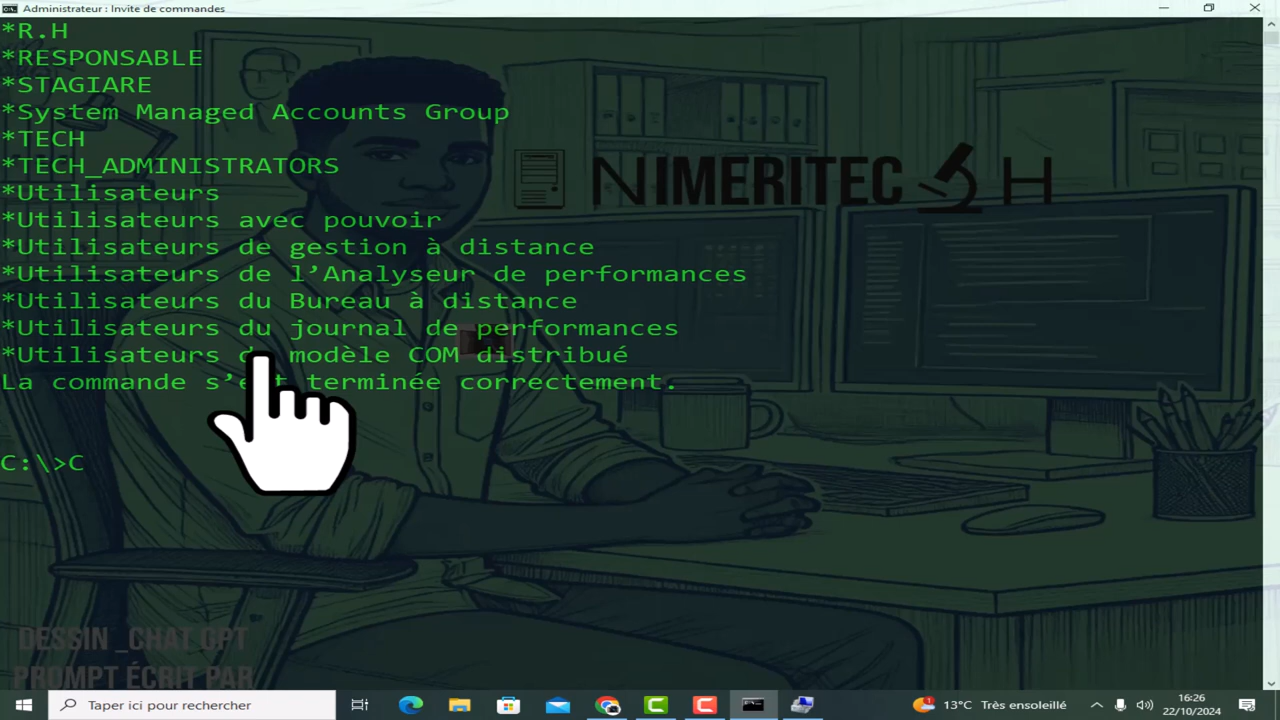 Administrateur : Invite de commandes
*R.H
*RESPONSABLE
*STAGIARE
*System Managed Accounts Group
*TECH
*TECH_ADMINISTRATORS
*Utilisateurs
*Utilisateurs avec pouvoir
*Utilisateurs de gestion à distance
*Utilisateurs de l’Analyseur de performances
*Utilisateurs du Bureau à distance
*Utilisateurs du journal de performances
*Utilisateurs modèle COM distribué
La commande terminée correctement.
C:\>C
NIMERITEC H
DESSIN _CHAT GPT
PROMPT ÉCRIT PAR
Taper ici pour rechercher
13°C Très ensoleillé
16:26
22/10/2024